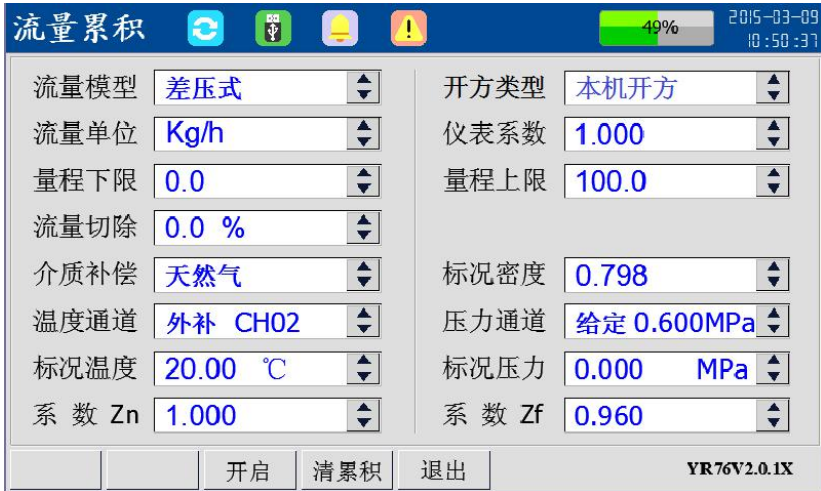 流量累积 49% 2015-03-09
10:50:37
流量模型 差压式 开方类型 本机开方
流量单位 Kg/h 仪表系数 1.000
量程下限 0.0 量程上限 100.0
流量切除 0.0 %
介质补偿 天然气 标况密度 0.798
温度通道 外补 CH02 压力通道 给定 0.600MPa
标况温度 20.00 ℃ 标况压力 0.000 MPa
系 数 Zn 1.000 系 数 Zf 0.960
开启 清累积 退出 YR76V2.0.1X